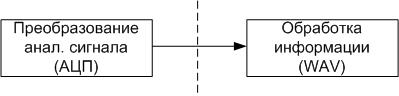 Преобразование
анал. сигнала
(АЦП)
Обработка
информации
(WAV)